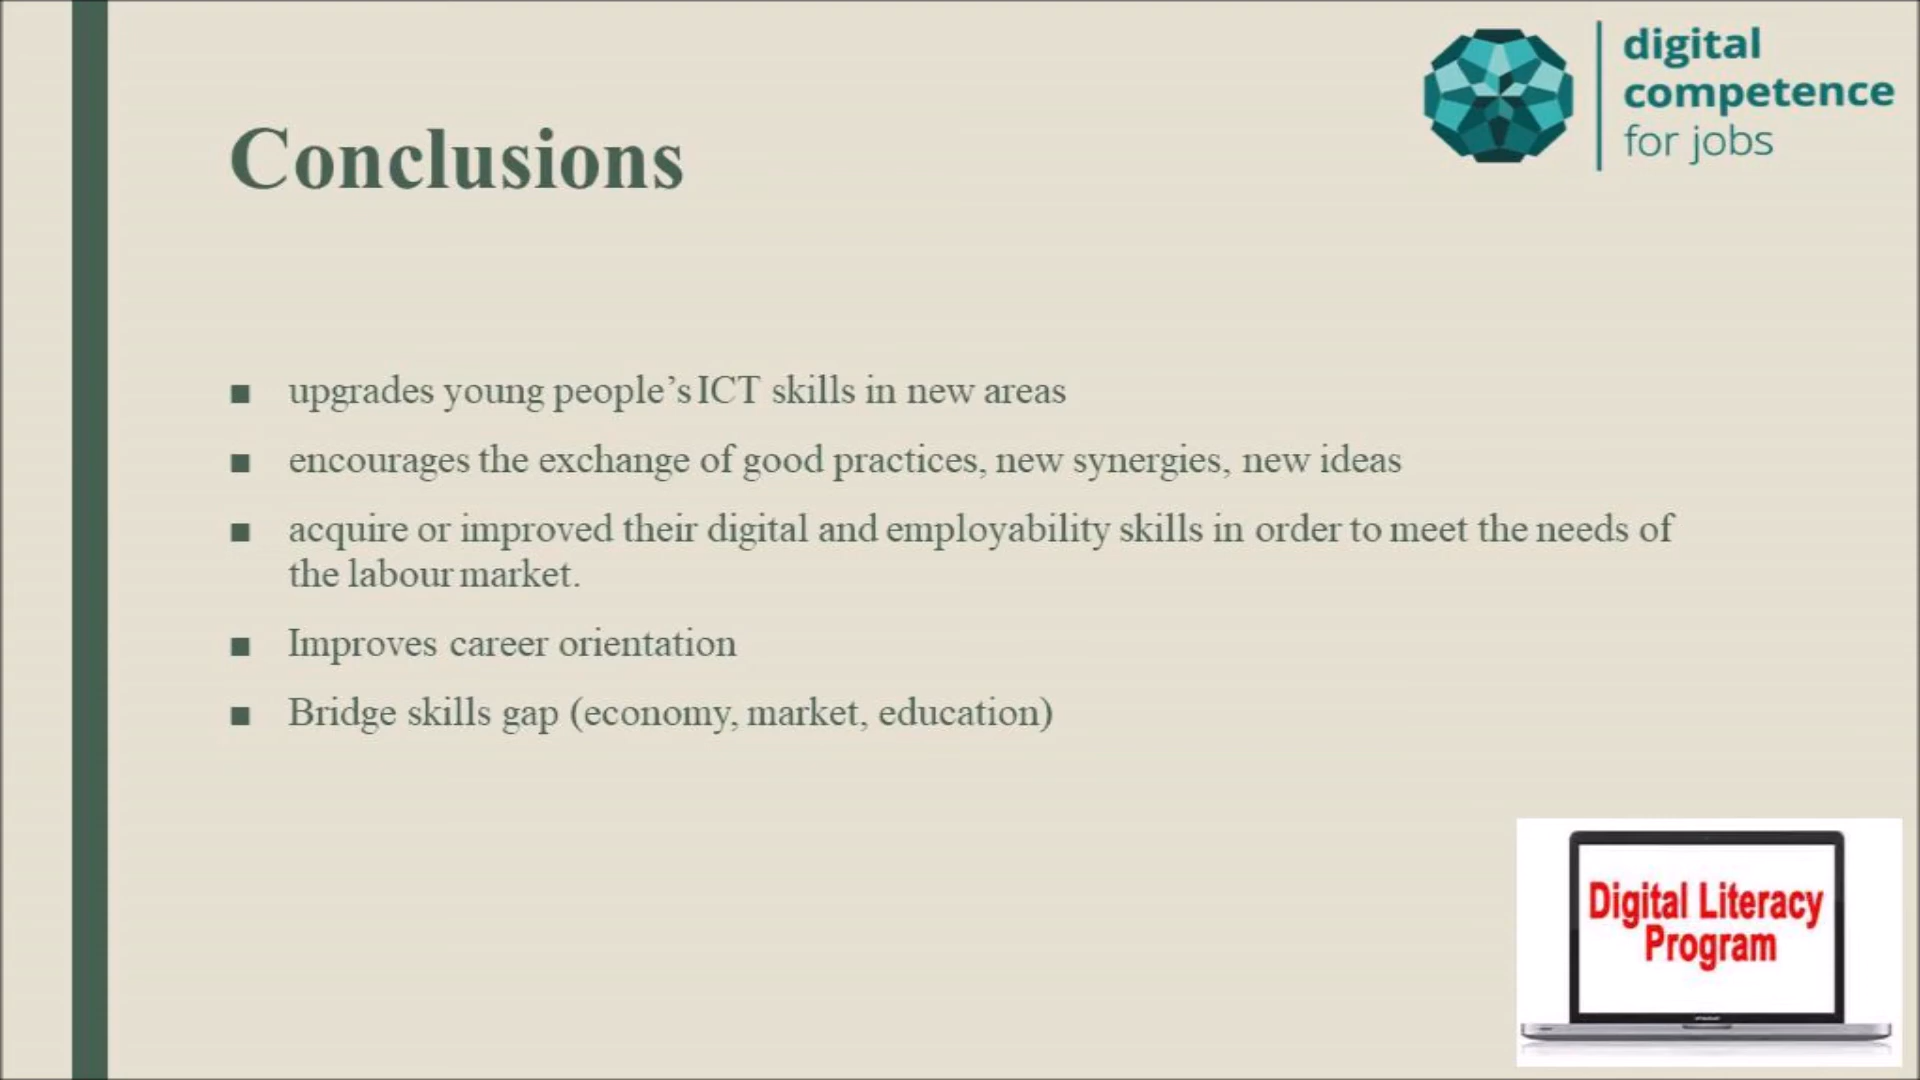 digital
competence
for jobs
Conclusions
■ upgrades young people’s ICT skills in new areas
■ encourages the exchange of good practices, new synergies, new ideas
■ acquire or improved their digital and employability skills in order to meet the needs of
the labour market.
■ Improves career orientation
■ Bridge skills gap (economy, market, education)
Digital Literacy
Program